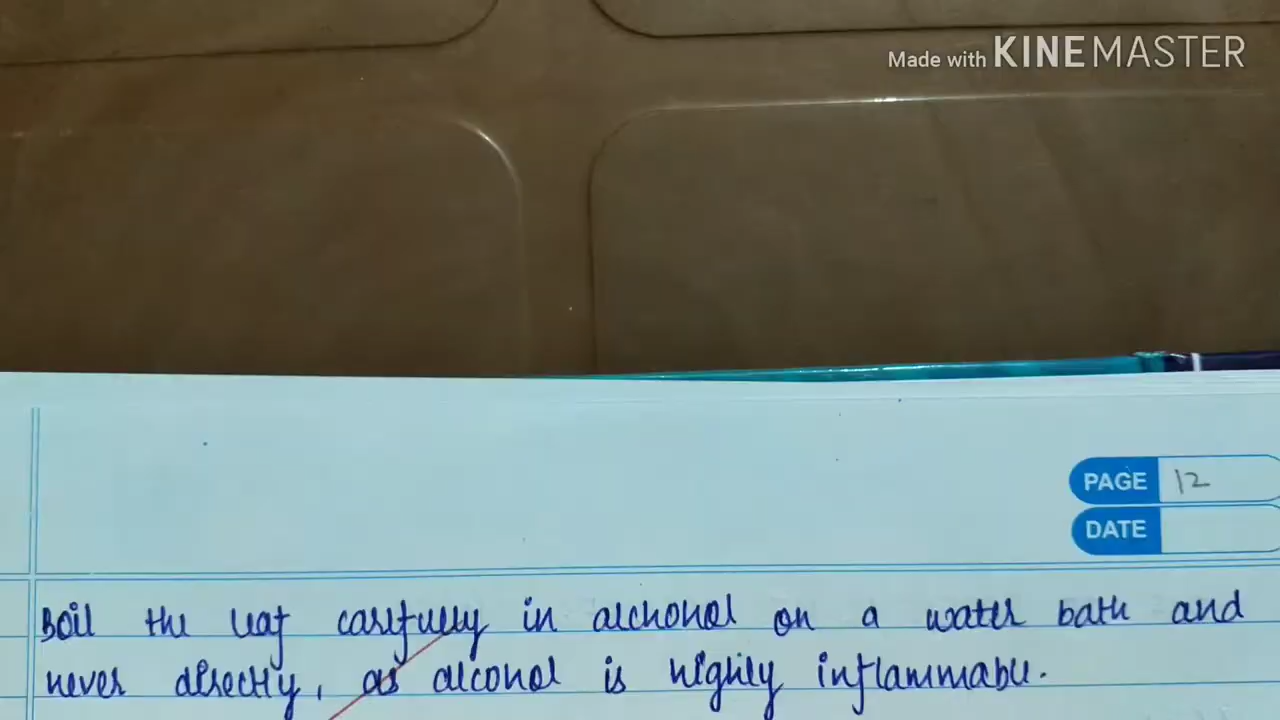 Made with KINEMASTER
PAGE 12
DATE
Boil the leaf carefully in alchohol on a water bath and
never directly, as alcohol is highly inflammable.